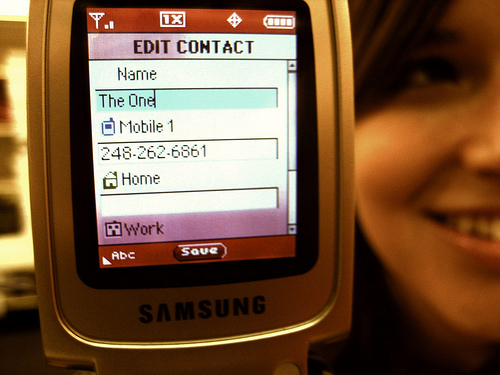 1X
EDIT CONTACT
Name
The One
Mobile 1
248-262-6861
Home
Work
Abc
Save
SAMSUNG